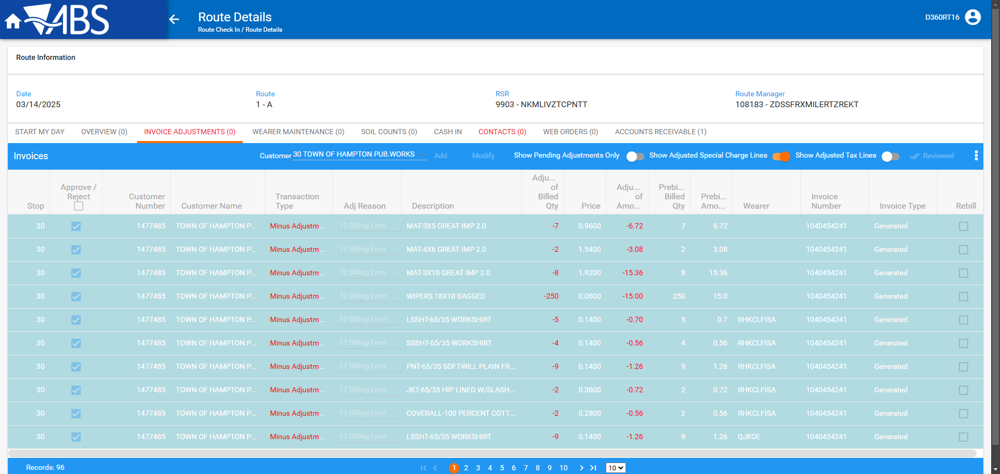 ABS
Route Details
Route Check In / Route Details
D360RT16
Route Information
Date
03/14/2025
Route
1 - A
RSR
9903 - NKMLIVZTCPNTT
Route Manager
108183 - ZDSSFRXMILERTZREKT
START MY DAY OVERVIEW (0) INVOICE ADJUSTMENTS (0) WEARER MAINTENANCE (0) SOIL COUNTS (0) CASH IN CONTACTS (0) WEB ORDERS (0) ACCOUNTS RECEIVABLE (1)
Invoices Customer 30 TOWN OF HAMPTON PUB.WORKS Add Modify Show Pending Adjustments Only Show Adjusted Special Charge Lines Show Adjusted Tax Lines Reviewed
Stop
Approve / Reject
Customer Number
Customer Name
Transaction Type
Adj Reason
Description
Adju... of Billed Qty
Price
Adju... of Amo...
Prebi... Billed Qty
Prebi... Amo...
Wearer
Invoice Number
Invoice Type
Rebill
30 1477485 TOWN OF HAMPTON P... Minus Adjustm... 12 Billing Error MAT-3X5 GREAT IMP 2.0 -7 0.9600 -6.72 7 6.72 1040454241 Generated
30 1477485 TOWN OF HAMPTON P... Minus Adjustm... 12 Billing Error MAT-4X6 GREAT IMP 2.0 -2 1.5400 -3.08 2 3.08 1040454241 Generated
30 1477485 TOWN OF HAMPTON P... Minus Adjustm... 12 Billing Error MAT-3X10 GREAT IMP 2.0 -8 1.9200 -15.36 8 15.36 1040454241 Generated
30 1477485 TOWN OF HAMPTON P... Minus Adjustm... 12 Billing Error WIPERS 18X18 BAGGED -250 0.0600 -15.00 250 15.0 1040454241 Generated
30 1477485 TOWN OF HAMPTON P... Minus Adjustm... 12 Billing Error LSSHT-65/35 WORKSHIRT -5 0.1400 -0.70 5 0.7 RHKCLFISA 1040454241 Generated
30 1477485 TOWN OF HAMPTON P... Minus Adjustm... 12 Billing Error SSSHT-65/35 WORKSHIRT -4 0.1400 -0.56 4 0.56 RHKCLFISA 1040454241 Generated
30 1477485 TOWN OF HAMPTON P... Minus Adjustm... 12 Billing Error PNT-65/35 SOFTWILL PLAIN FR... -9 0.1400 -1.26 9 1.26 RHKCLFISA 1040454241 Generated
30 1477485 TOWN OF HAMPTON P... Minus Adjustm... 12 Billing Error JKT-65/35 HIP LINED W/SLASH... -2 0.3600 -0.72 2 0.72 RHKCLFISA 1040454241 Generated
30 1477485 TOWN OF HAMPTON P... Minus Adjustm... 12 Billing Error COVERALL-100 PERCENT COTT... -2 0.2800 -0.56 2 0.56 RHKCLFISA 1040454241 Generated
30 1477485 TOWN OF HAMPTON P... Minus Adjustm... 12 Billing Error LSSHT-65/35 WORKSHIRT -9 0.1400 -1.26 9 1.26 QJKOE 1040454241 Generated
Records: 96 1 2 3 4 5 6 7 8 9 10 10